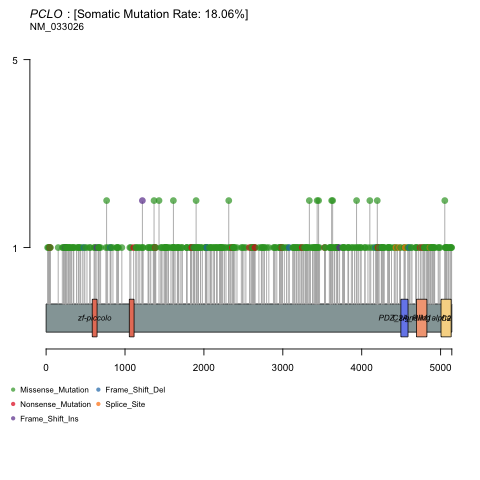 PCLO : [Somatic Mutation Rate: 18.06%]
NM_033026
5
1
zf-piccolo
0 1000 2000 3000 4000 5000
Missense_Mutation Frame_Shift_Del
Nonsense_Mutation Splice_Site
Frame_Shift_Ins